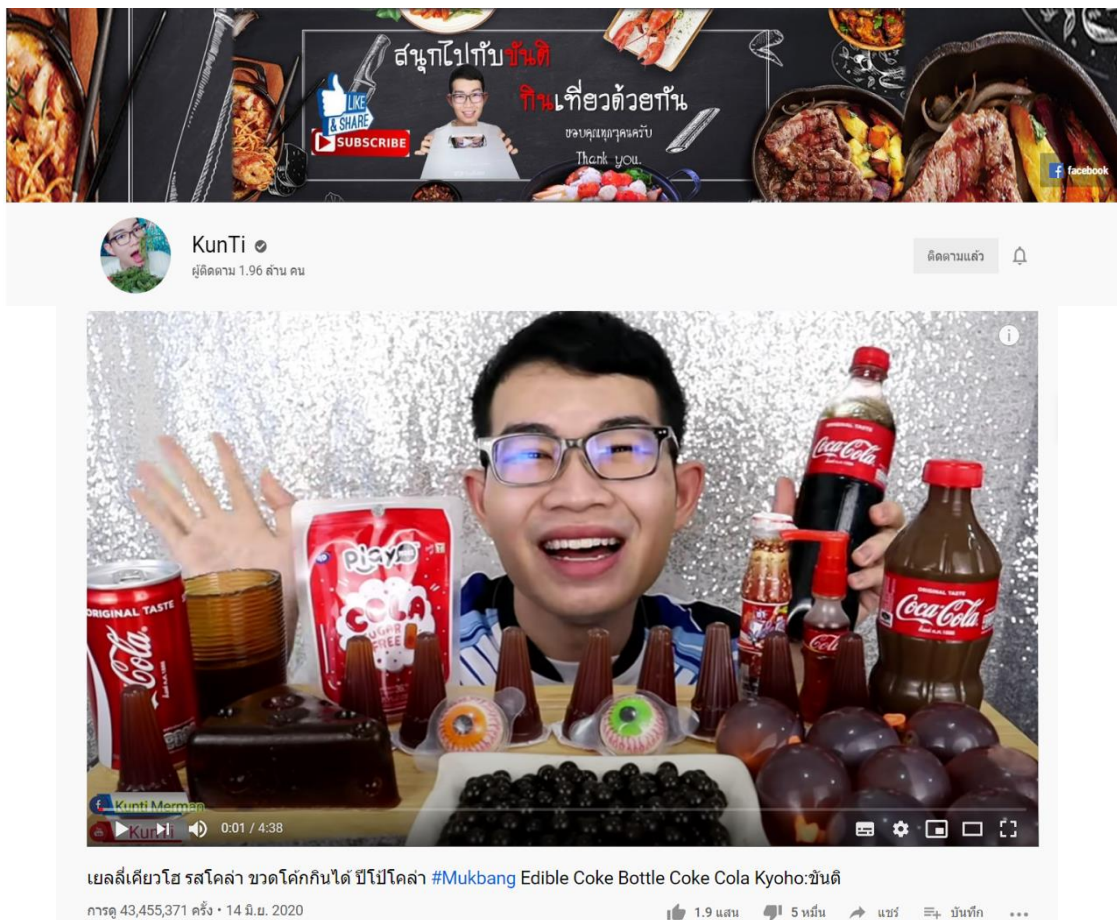 สนุกไปกับขันติ
กินเที่ยวด้วยกัน
ขอบคุณทุกๆคนครับ
Thank you.
LIKE
& SHARE
SUBSCRIBE
facebook
KunTi
ผู้ติดตาม 1.96 ล้าน คน
ติดตามแล้ว
i
Coca-Cola
ORIGINAL TASTE
Cola
Play
COLA
SUGAR
FREE
ORIGINAL TASTE
Coca-Cola
Kunti Merman
KunTi
0:01 / 4:38
เยลลี่เคียวโฮ รสโคล่า ขวดโค้กกินได้ ปีโป้โคล่า #Mukbang Edible Coke Bottle Coke Cola Kyoho:ขันติ
การดู 43,455,371 ครั้ง • 14 มิ.ย. 2020
1.9 แสน 5 หมื่น แชร์ บันทึก